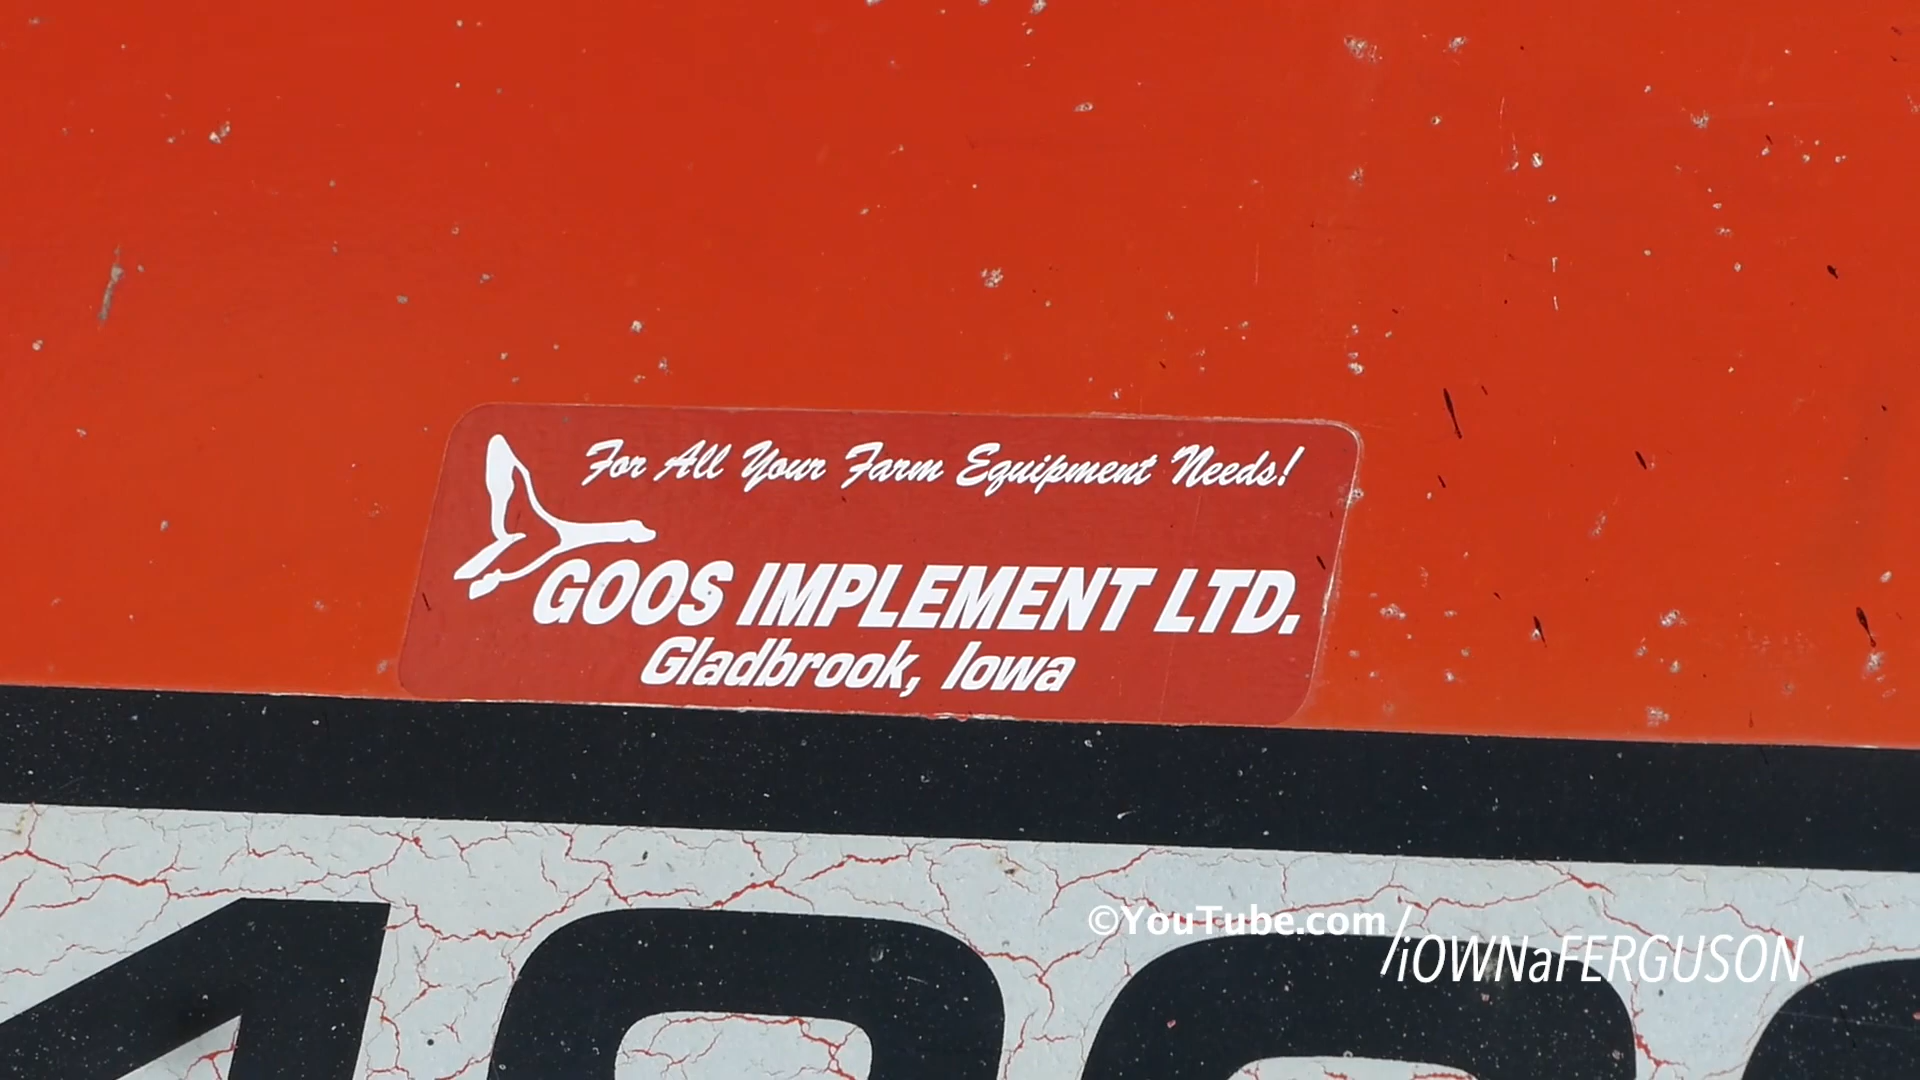 For All Your Farm Equipment Needs!
GOOS IMPLEMENT LTD.
Gladbrook, Iowa
©YouTube.com/iOWNaFERGUSON